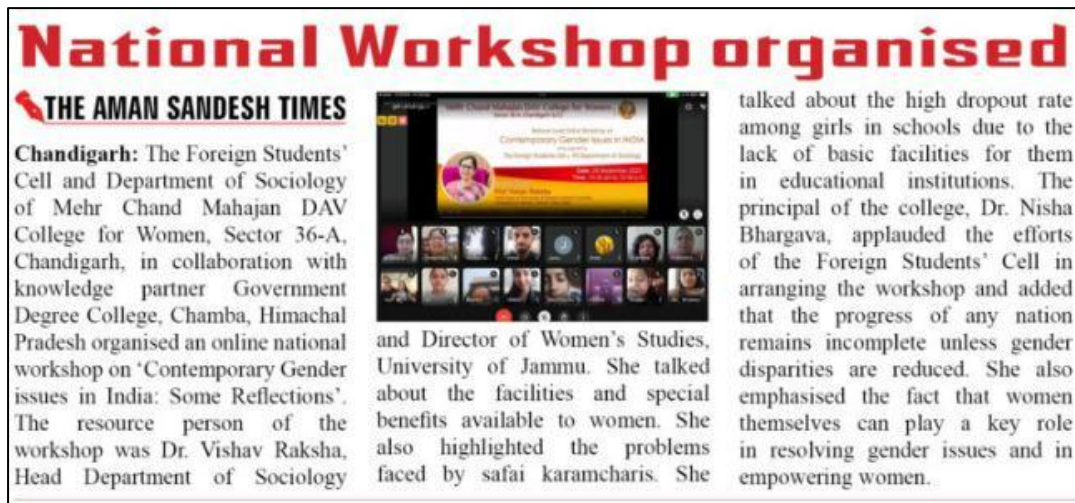 National Workshop organised
THE AMAN SANDESH TIMES
Chandigarh: The Foreign Students'
Cell and Department of Sociology
of Mehr Chand Mahajan DAV
College for Women, Sector 36-A,
Chandigarh, in collaboration with
knowledge partner Government
Degree College, Chamba, Himachal
Pradesh organised an online national
workshop on 'Contemporary Gender
issues in India: Some Reflections'.
The resource person of the
workshop was Dr. Vishav Raksha,
Head Department of Sociology
Mehr Chand Mahajan DAV College for Women
Contemporary Gender Issues in INDIA
and Director of Women's Studies,
University of Jammu. She talked
about the facilities and special
benefits available to women. She
also highlighted the problems
faced by safai karamcharis. She
talked about the high dropout rate
among girls in schools due to the
lack of basic facilities for them
in educational institutions. The
principal of the college, Dr. Nisha
Bhargava, applauded the efforts
of the Foreign Students' Cell in
arranging the workshop and added
that the progress of any nation
remains incomplete unless gender
disparities are reduced. She also
emphasised the fact that women
themselves can play a key role
in resolving gender issues and in
empowering women.